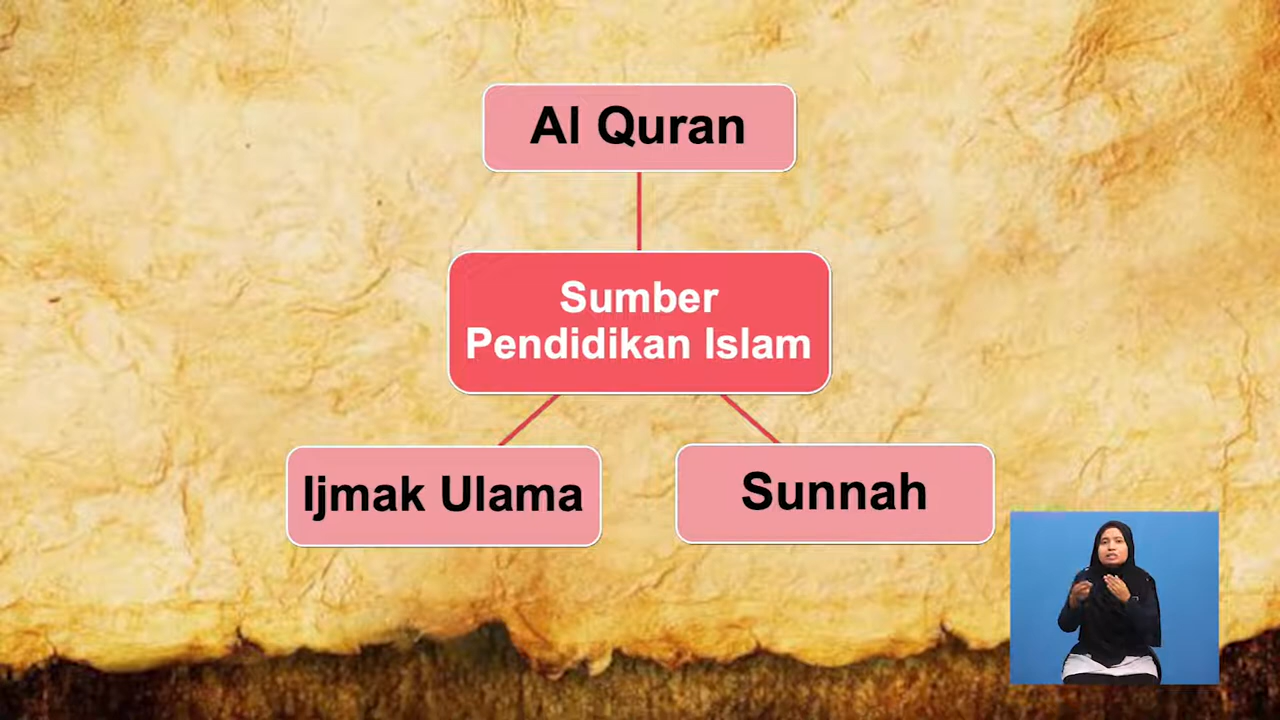 Al Quran
Sumber
Pendidikan Islam
Ijmak Ulama
Sunnah